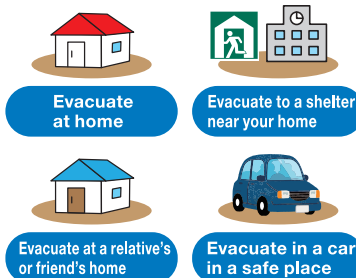 Evacuate
at home
Evacuate to a shelter
near your home
Evacuate at a relative's
or friend's home
Evacuate in a car
in a safe place